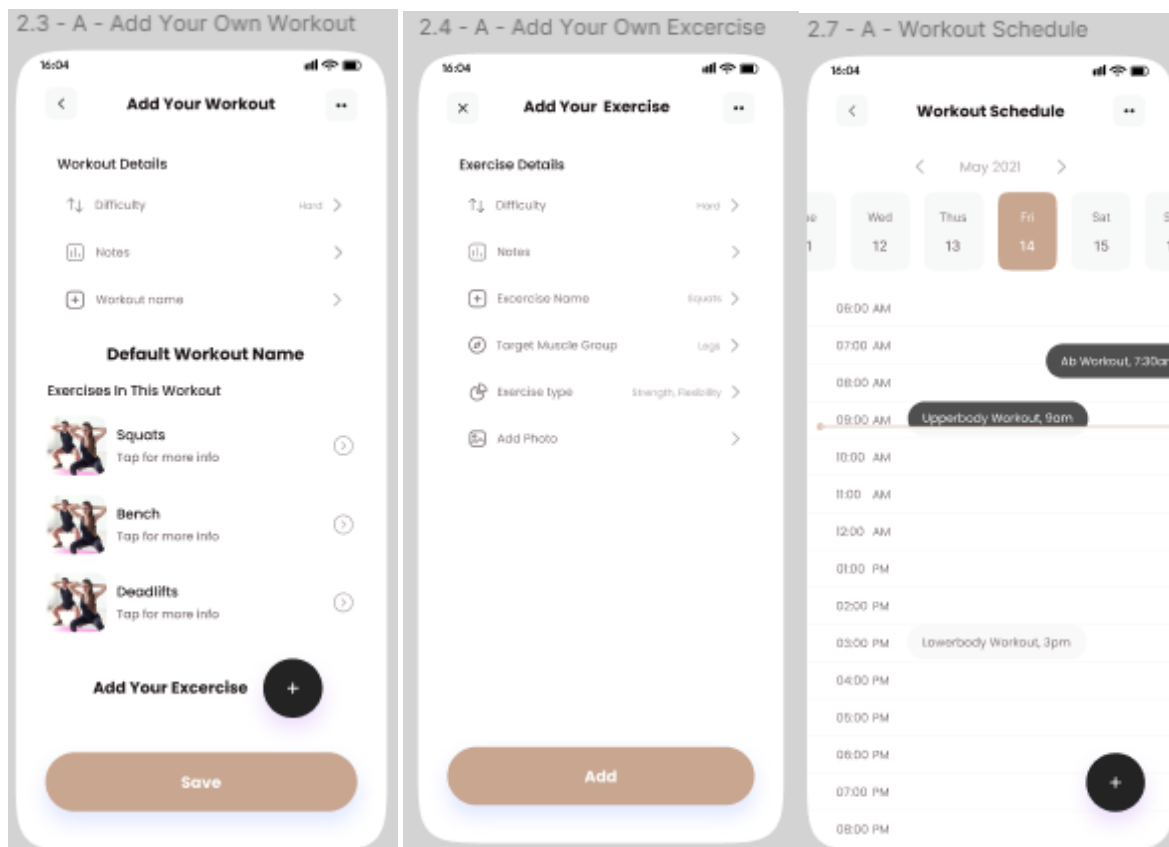 2.3 - A - Add Your Own Workout
16:04
Add Your Workout
Workout Details
Difficulty
Hard
Notes
Workout name
Default Workout Name
Exercises In This Workout
Squats
Tap for more info
Bench
Tap for more info
Deadlifts
Tap for more info
Add Your Excercise
+
Save
2.4 - A - Add Your Own Excercise
16:04
Add Your Exercise
Exercise Details
Difficulty
Hard
Notes
Excercise Name
Squats
Target Muscle Group
Legs
Exercise type
Strength, Flexibility
Add Photo
Add
2.7 - A - Workout Schedule
16:04
Workout Schedule
May 2021
Wed Thus Fri Sat S
12 13 14 15
06:00 AM
07:00 AM
Ab Workout, 7:30am
08:00 AM
09:00 AM Upperbody Workout, 9am
10:00 AM
11:00 AM
12:00 AM
01:00 PM
02:00 PM
03:00 PM Lowerbody Workout, 3pm
04:00 PM
05:00 PM
06:00 PM
+
07:00 PM
08:00 PM